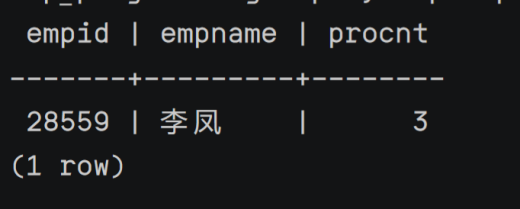 empid | empname | procnt
-------+---------+--------
28559 | 李凤 | 3
(1 row)